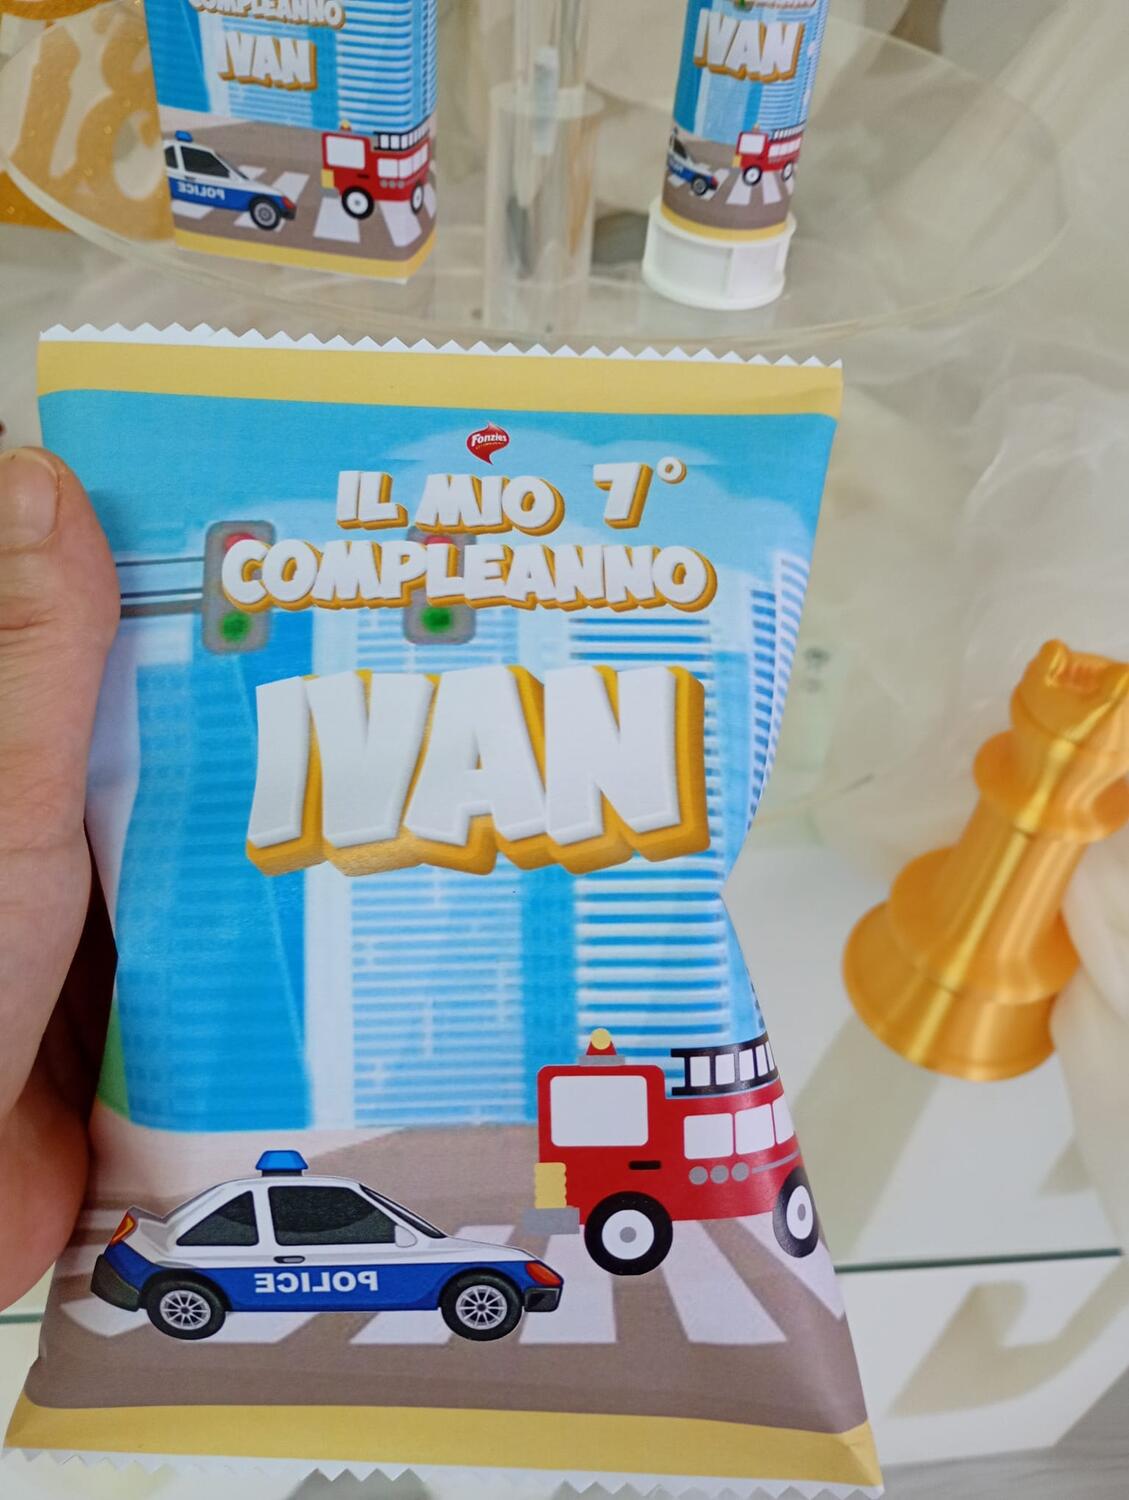 COMPLEANNO
IVAN
POLICE
IVAN
Fonzies
IL MIO 7°
COMPLEANNO
IVAN
POLICE